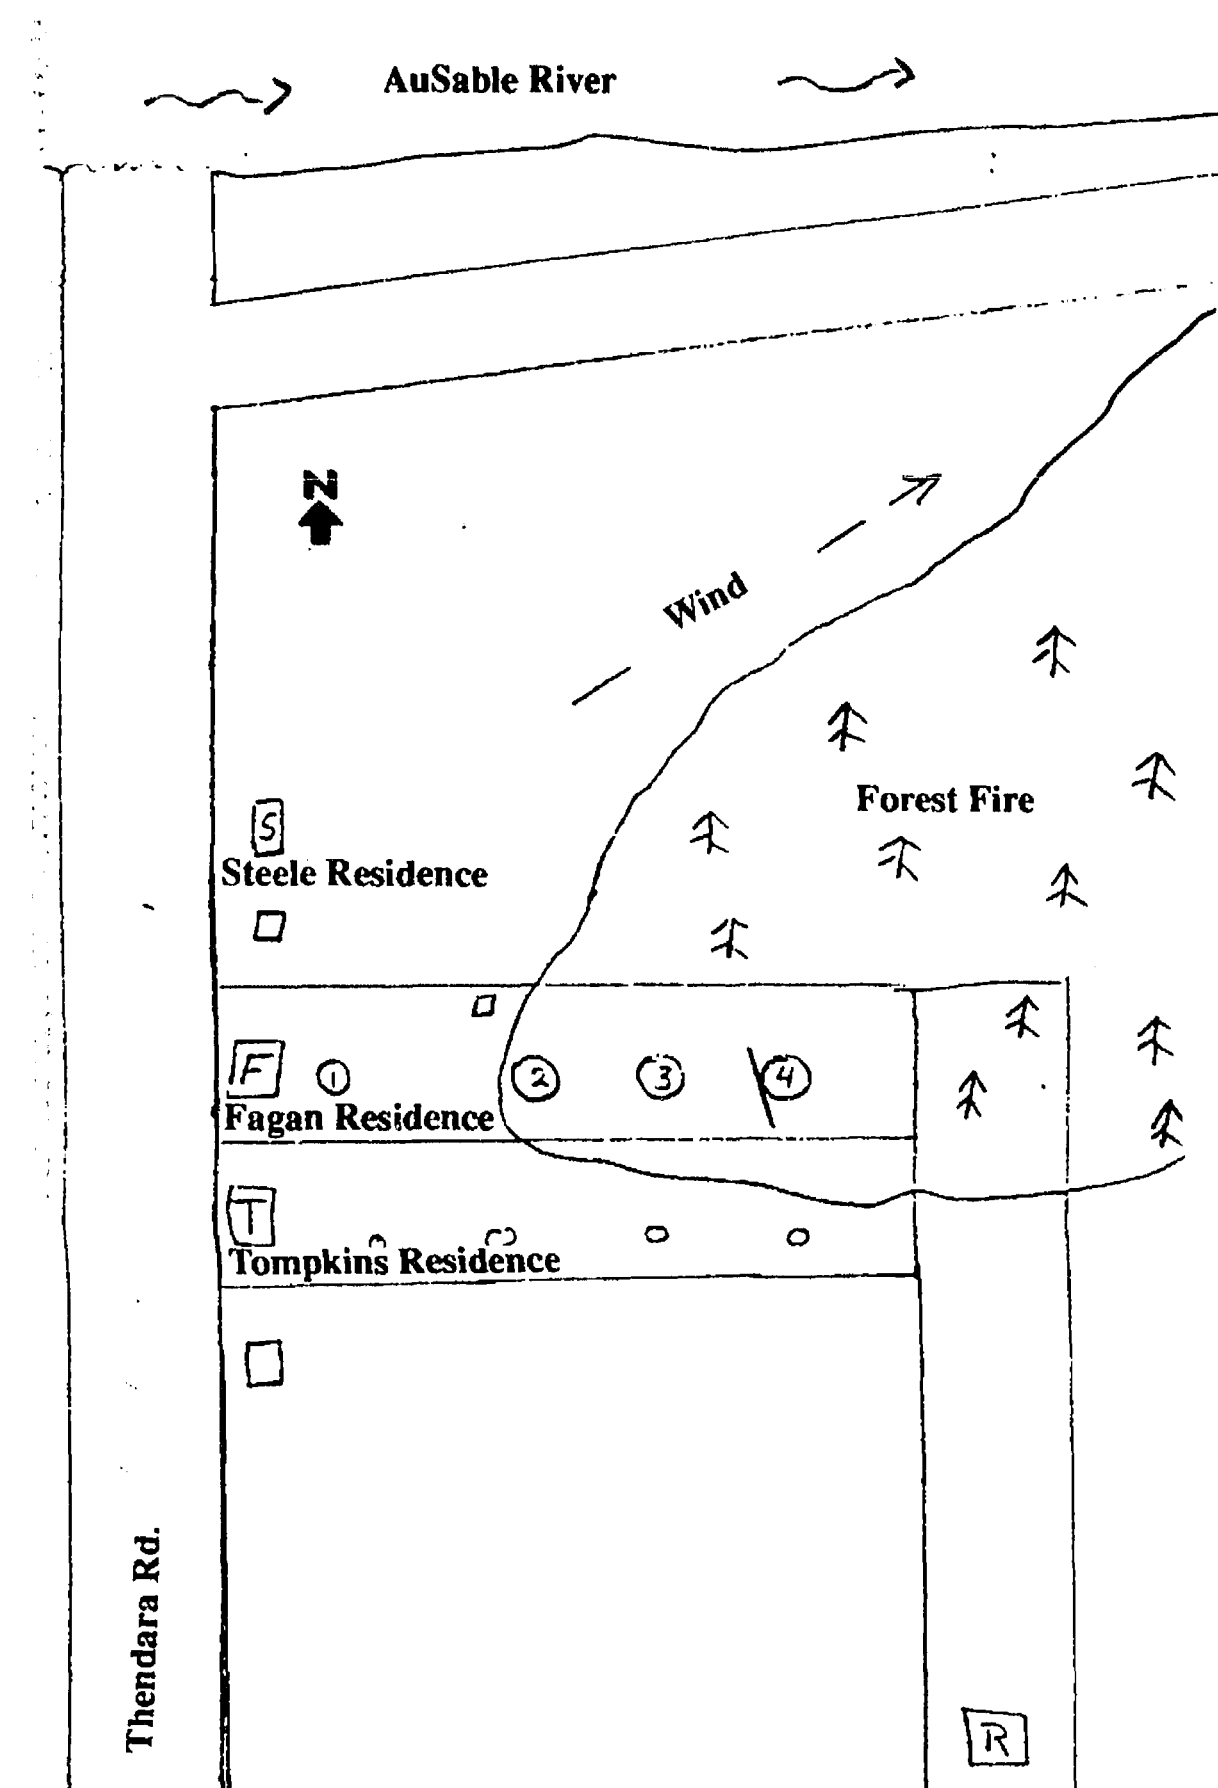 AuSable River
N
Wind
Forest Fire
S
Steele Residence
F 1 2 3 4
Fagan Residence
T
Tompkins Residence
Thendara Rd.
R